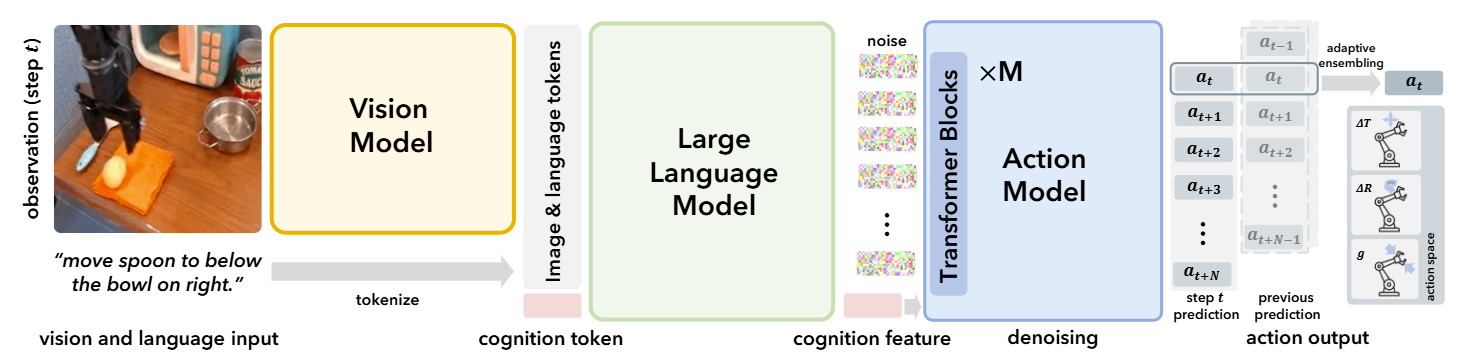 observation (step t)
TOMATO
"move spoon to below
the bowl on right."
vision and language input
Vision
Model
tokenize
Image & language tokens
cognition token
Large
Language
Model
noise
⋮
cognition feature
Transformer Blocks
×M
Action
Model
denoising
a_t
a_{t+1}
a_{t+2}
a_{t+3}
⋮
a_{t+N}
step t
prediction
a_{t−1}
a_t
a_{t+1}
a_{t+2}
⋮
a_{t+N−1}
previous
prediction
action output
adaptive
ensembling
a_t
ΔT
ΔR
g
action space